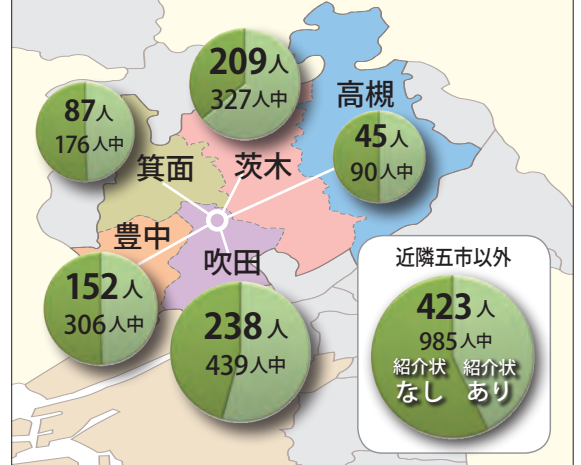 209人
327人中
87人
176人中
高槻
45人
90人中
箕面
茨木
豊中
吹田
152人
306人中
238人
439人中
近隣五市以外
423人
985人中
紹介状
なし
紹介状
あり